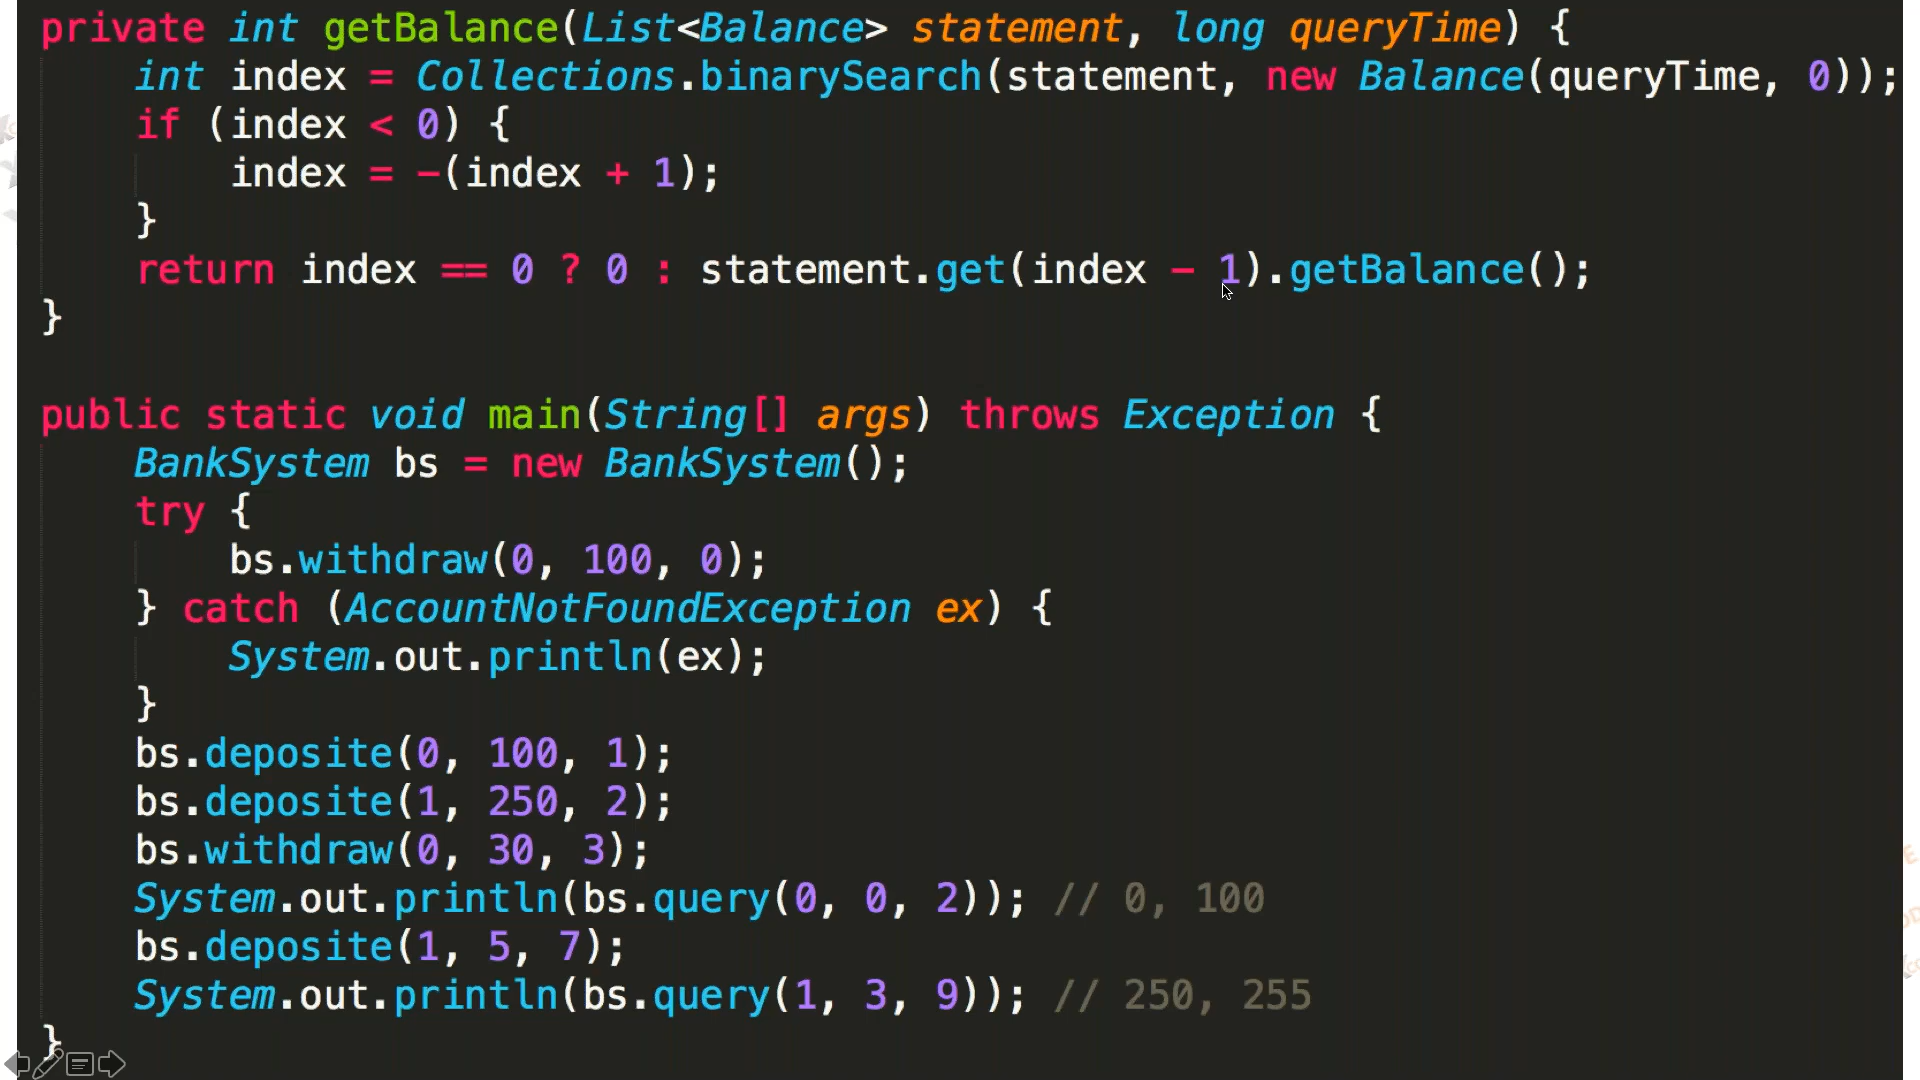 private int getBalance(List<Balance> statement, long queryTime) {
    int index = Collections.binarySearch(statement, new Balance(queryTime, 0));
    if (index < 0) {
        index = -(index + 1);
    }
    return index == 0 ? 0 : statement.get(index - 1).getBalance();
}

public static void main(String[] args) throws Exception {
    BankSystem bs = new BankSystem();
    try {
        bs.withdraw(0, 100, 0);
    } catch (AccountNotFoundException ex) {
        System.out.println(ex);
    }
    bs.deposite(0, 100, 1);
    bs.deposite(1, 250, 2);
    bs.withdraw(0, 30, 3);
    System.out.println(bs.query(0, 0, 2)); // 0, 100
    bs.deposite(1, 5, 7);
    System.out.println(bs.query(1, 3, 9)); // 250, 255
}